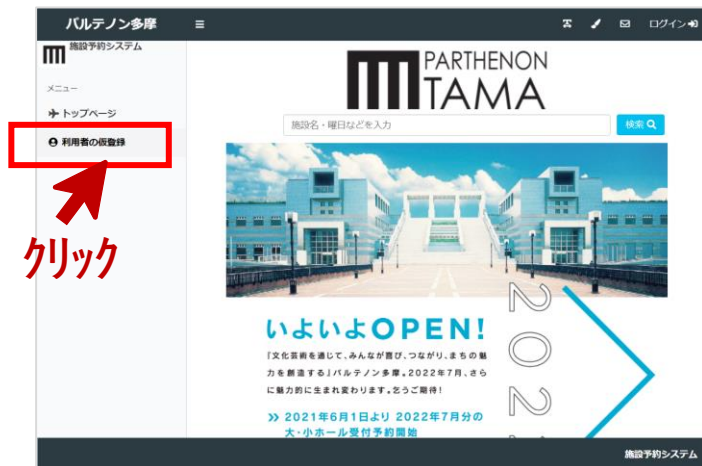 パルテノン多摩
ログイン
施設予約システム
メニュー
トップページ
利用者の仮登録
クリック
PARTHENON
TAMA
施設名・曜日などを入力
検索
いよいよOPEN!
『文化芸術を通じて、みんなが喜び、つながり、まちの魅
力を創造する』パルテノン多摩。2022年7月、さら
に魅力的に生まれ変わります。乞うご期待!
2021年6月1日より 2022年7月分の
大・小ホール受付予約開始
202
施設予約システム